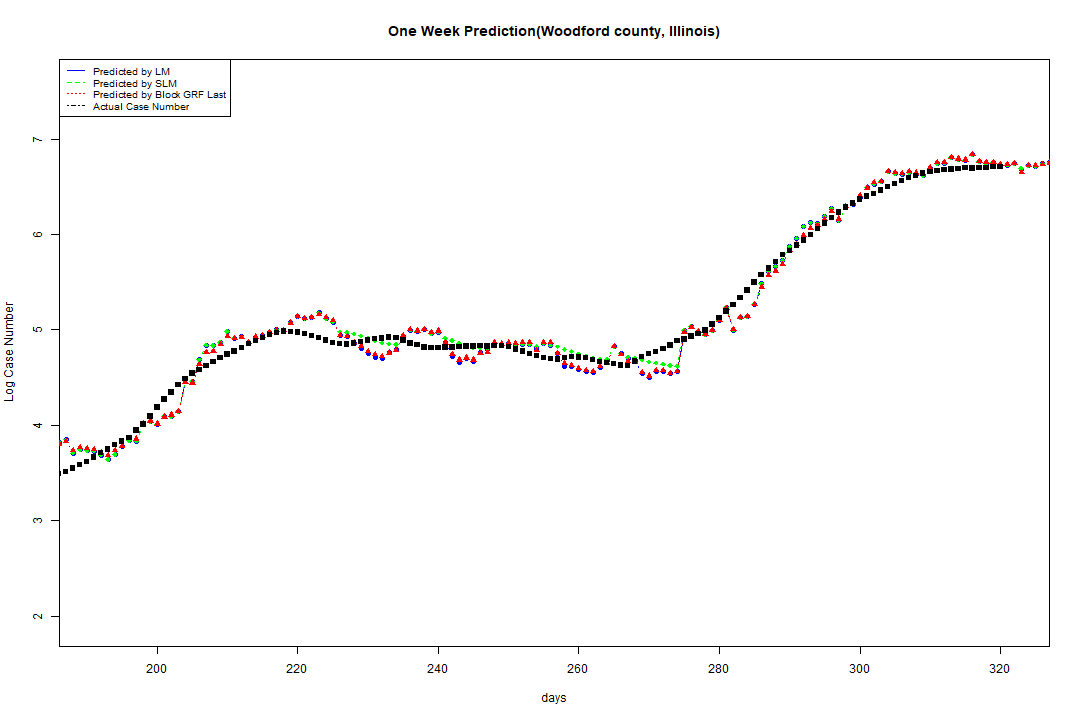 One Week Prediction(Woodford county, Illinois)
Predicted by LM
Predicted by SLM
Predicted by Block GRF Last
Actual Case Number
7
6
5
4
3
2
Log Case Number
200 220 240 260 280 300 320
days